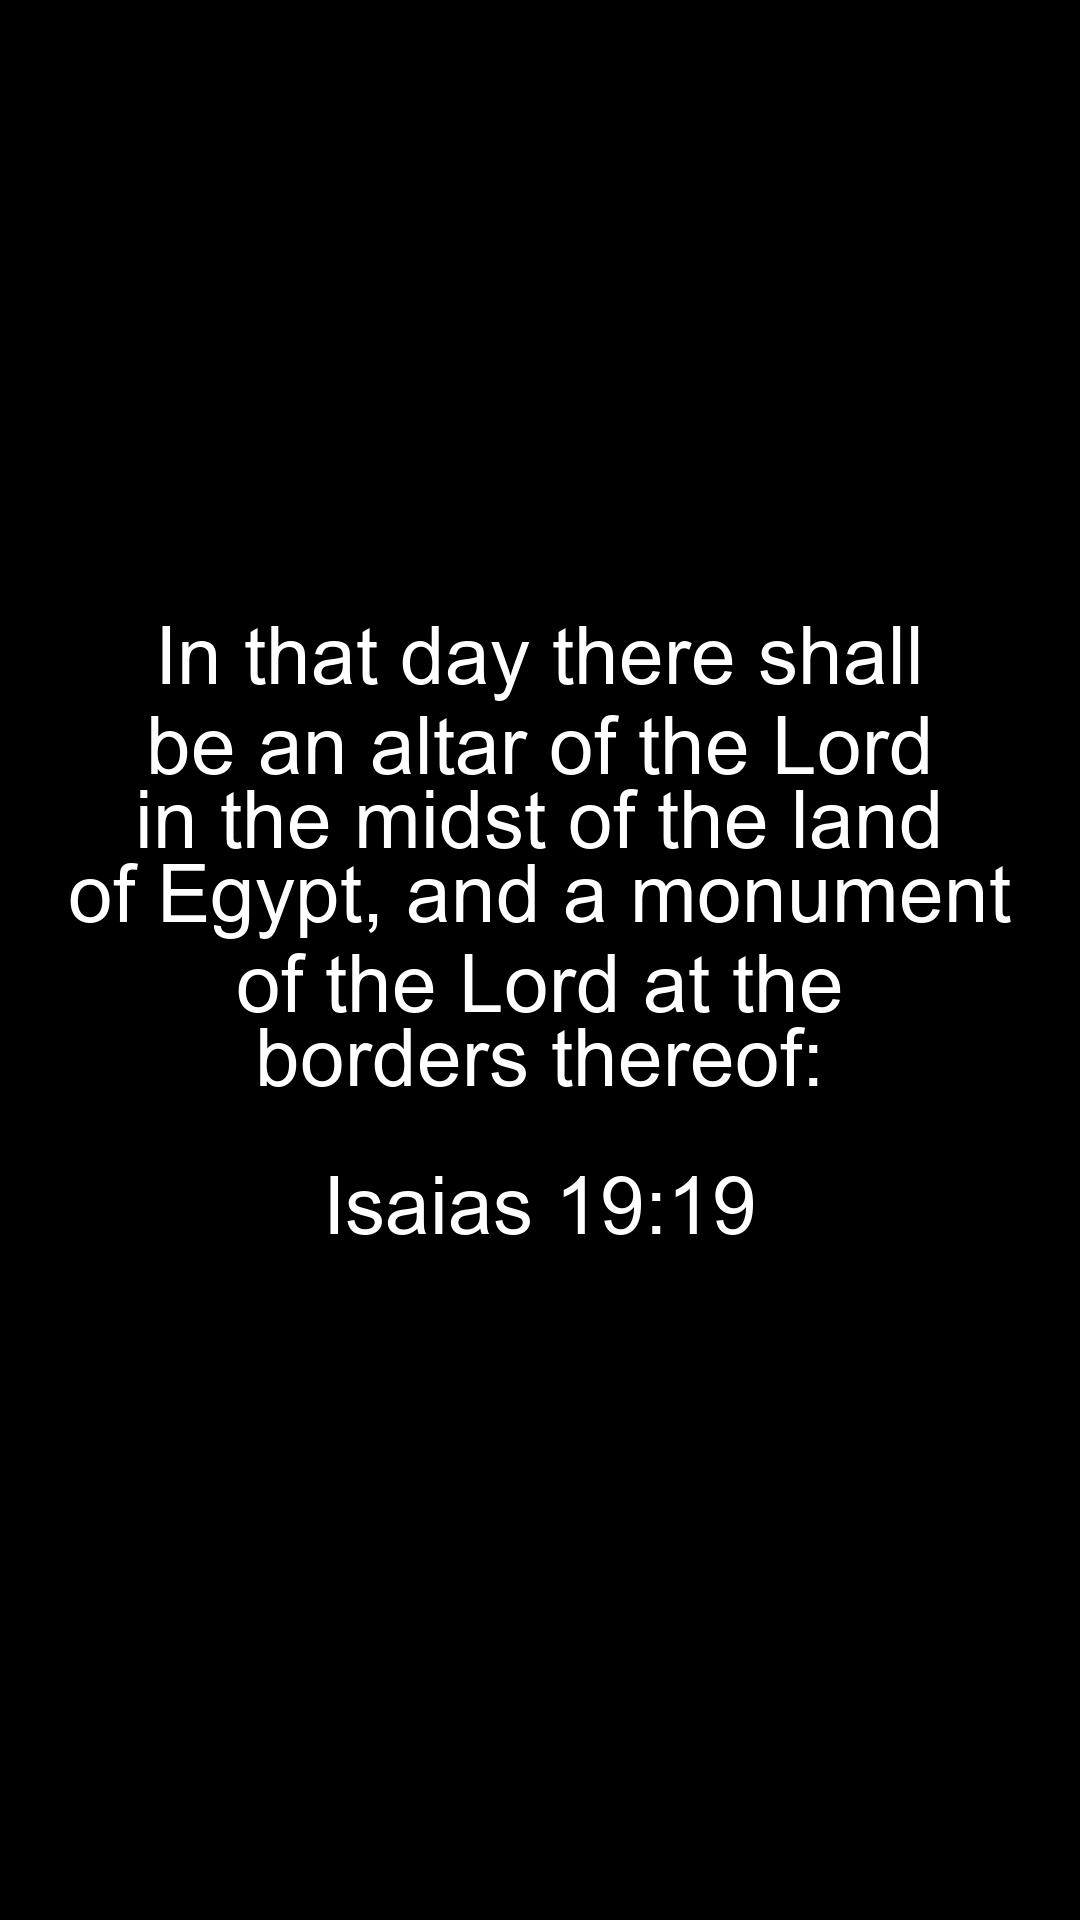 In that day there shall
be an altar of the Lord
in the midst of the land
of Egypt, and a monument
of the Lord at the
borders thereof:
Isaias 19:19